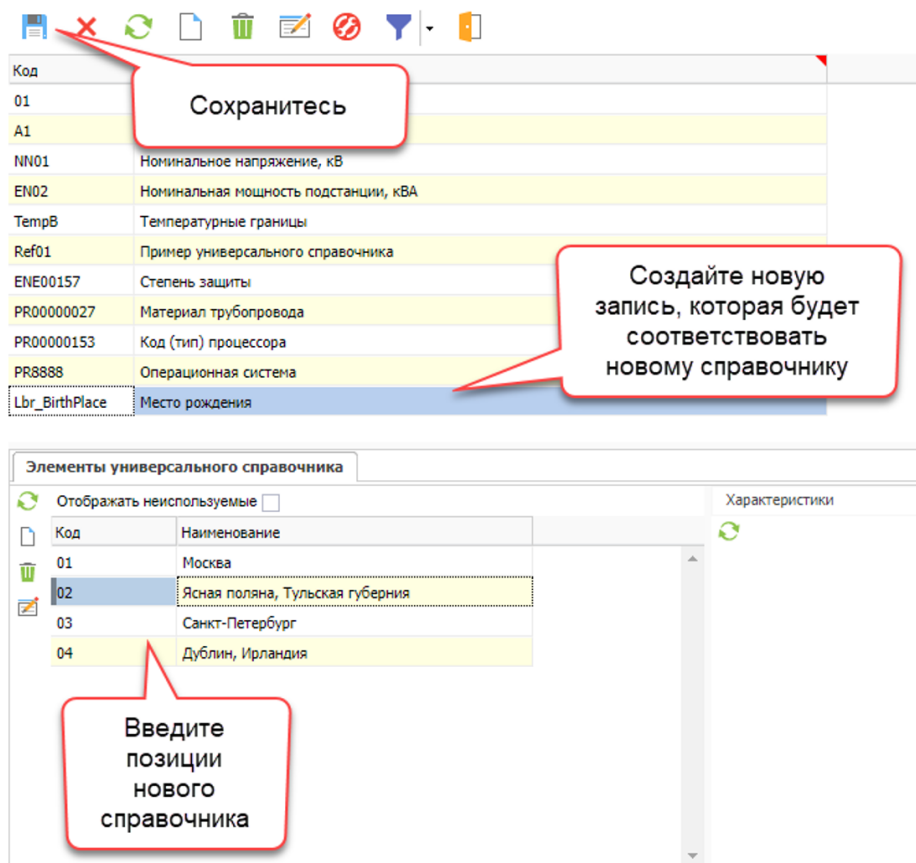 Код
01
Сохранитесь
A1
NN01 Номинальное напряжение, кВ
EN02 Номинальная мощность подстанции, кВА
TempB Температурные границы
Ref01 Пример универсального справочника
ENE00157 Степень защиты
PR00000027 Материал трубопровода
PR00000153 Код (тип) процессора
PR8888 Операционная система
Lbr_BirthPlace Место рождения
Создайте новую
запись, которая будет
соответствовать
новому справочнику
Элементы универсального справочника
Отображать неиспользуемые
Характеристики
Код Наименование
01 Москва
02 Ясная поляна, Тульская губерния
03 Санкт-Петербург
04 Дублин, Ирландия
Введите
позиции
нового
справочника